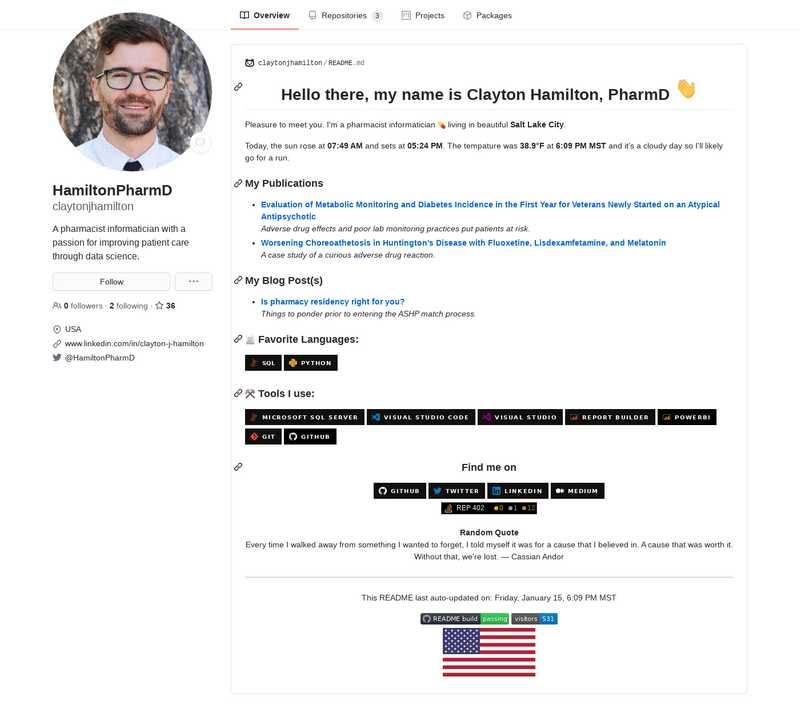 Overview
Repositories 3
Projects
Packages
HamiltonPharmD
claytonjhamilton
A pharmacist informatician with a
passion for improving patient care
through data science.
Follow
0 followers · 2 following · 36
USA
www.linkedin.com/in/clayton-j-hamilton
@HamiltonPharmD
claytonjhamilton/README.md
Hello there, my name is Clayton Hamilton, PharmD 👋
Pleasure to meet you. I'm a pharmacist informatician 💊 living in beautiful Salt Lake City.
Today, the sun rose at 07:49 AM and sets at 05:24 PM. The tempature was 38.9°F at 6:09 PM MST and it's a cloudy day so I'll likely
go for a run.
My Publications
Evaluation of Metabolic Monitoring and Diabetes Incidence in the First Year for Veterans Newly Started on an Atypical
Antipsychotic
Adverse drug effects and poor lab monitoring practices put patients at risk.
Worsening Choreoathetosis in Huntington's Disease with Fluoxetine, Lisdexamfetamine, and Melatonin
A case study of a curious adverse drug reaction.
My Blog Post(s)
Is pharmacy residency right for you?
Things to ponder prior to entering the ASHP match process.
Favorite Languages:
SQL PYTHON
🛠 Tools I use:
MICROSOFT SQL SERVER VISUAL STUDIO CODE VISUAL STUDIO REPORT BUILDER POWERBI
GIT GITHUB
Find me on
GITHUB TWITTER LINKEDIN MEDIUM
REP 402 0 1 12
Random Quote
Every time I walked away from something I wanted to forget, I told myself it was for a cause that I believed in. A cause that was worth it.
Without that, we're lost. — Cassian Andor
This README last auto-updated on: Friday, January 15, 6:09 PM MST
README build passing visitors 531